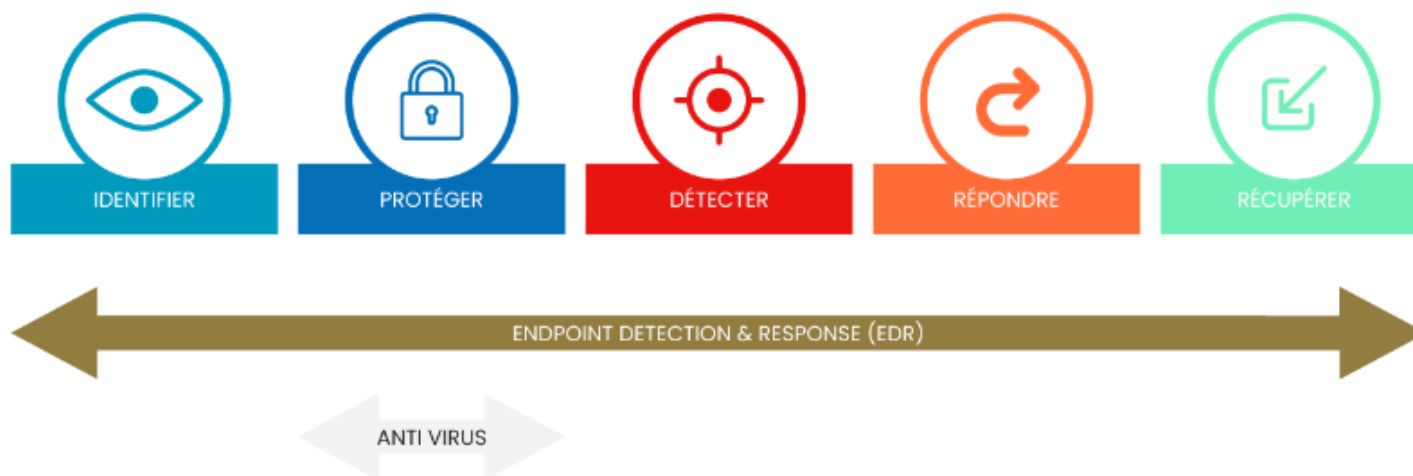 IDENTIFIER
PROTÉGER
DÉTECTER
RÉPONDRE
RÉCUPÉRER
ENDPOINT DETECTION & RESPONSE (EDR)
ANTI VIRUS